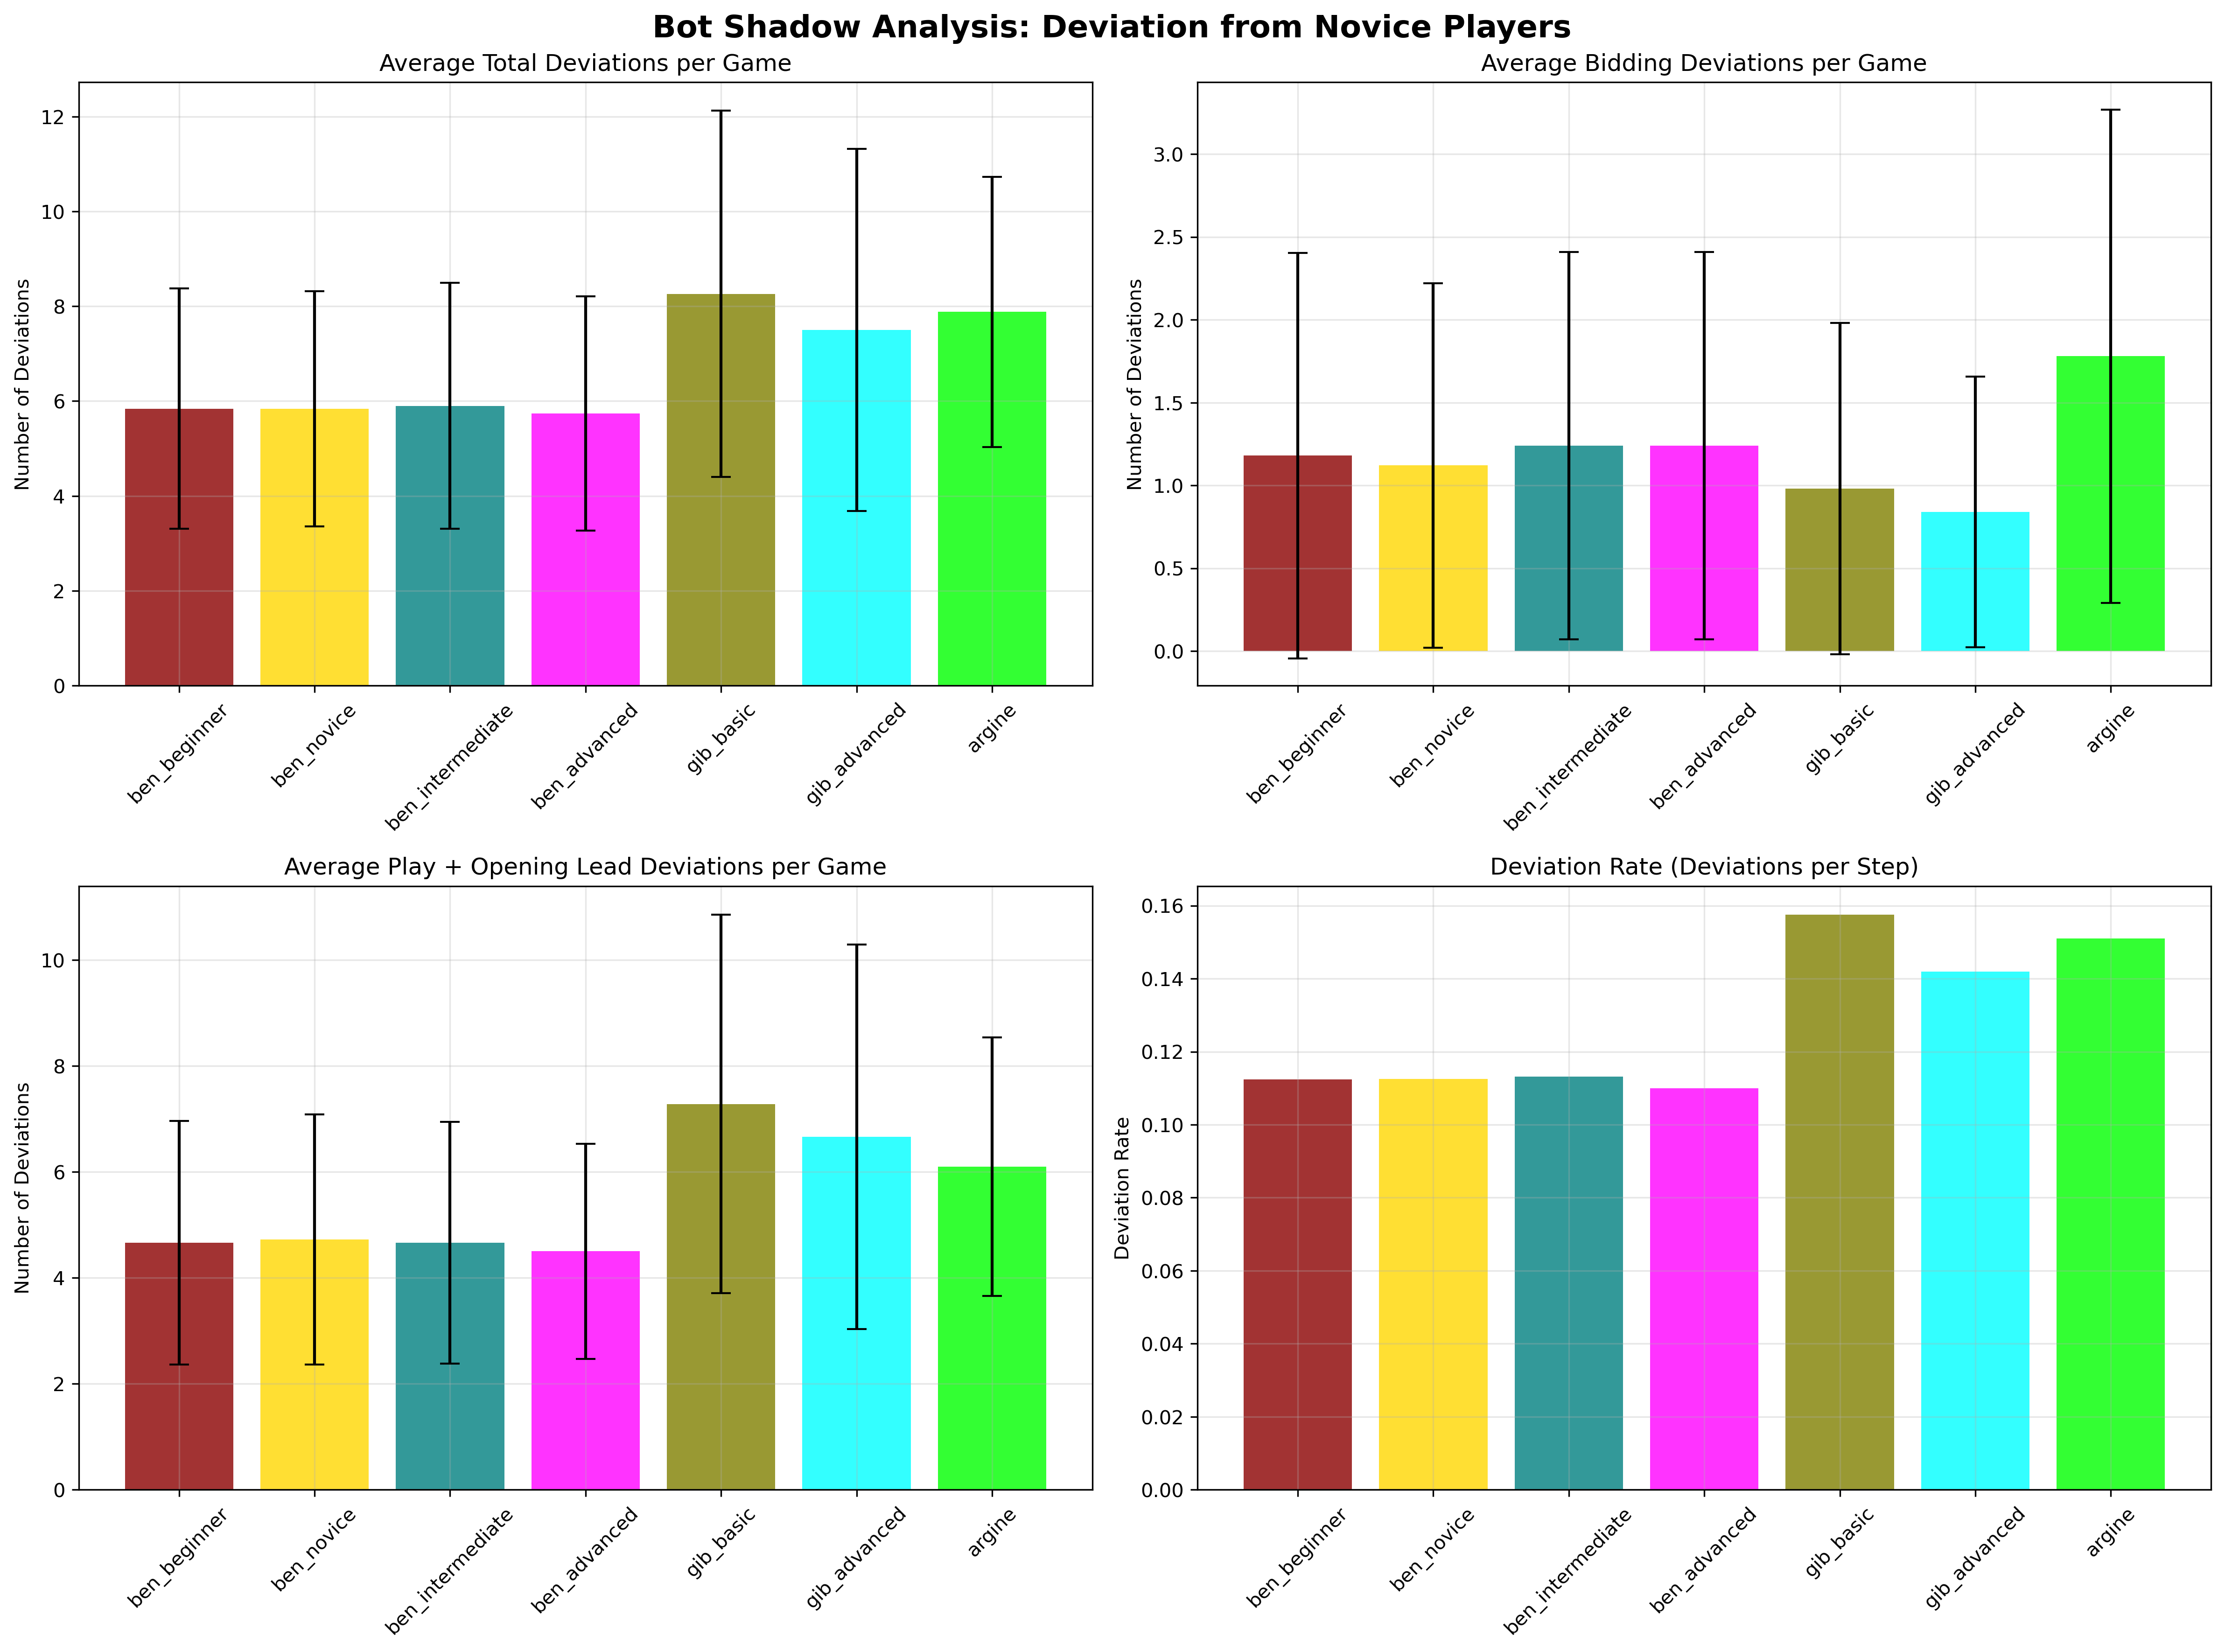 Bot Shadow Analysis: Deviation from Novice Players
Average Total Deviations per Game
Number of Deviations
12
10
8
6
4
2
0
ben_beginner
ben_novice
ben_intermediate
ben_advanced
gib_basic
gib_advanced
argine
Average Bidding Deviations per Game
Number of Deviations
3.0
2.5
2.0
1.5
1.0
0.5
0.0
ben_beginner
ben_novice
ben_intermediate
ben_advanced
gib_basic
gib_advanced
argine
Average Play + Opening Lead Deviations per Game
Number of Deviations
10
8
6
4
2
0
ben_beginner
ben_novice
ben_intermediate
ben_advanced
gib_basic
gib_advanced
argine
Deviation Rate (Deviations per Step)
Deviation Rate
0.16
0.14
0.12
0.10
0.08
0.06
0.04
0.02
0.00
ben_beginner
ben_novice
ben_intermediate
ben_advanced
gib_basic
gib_advanced
argine